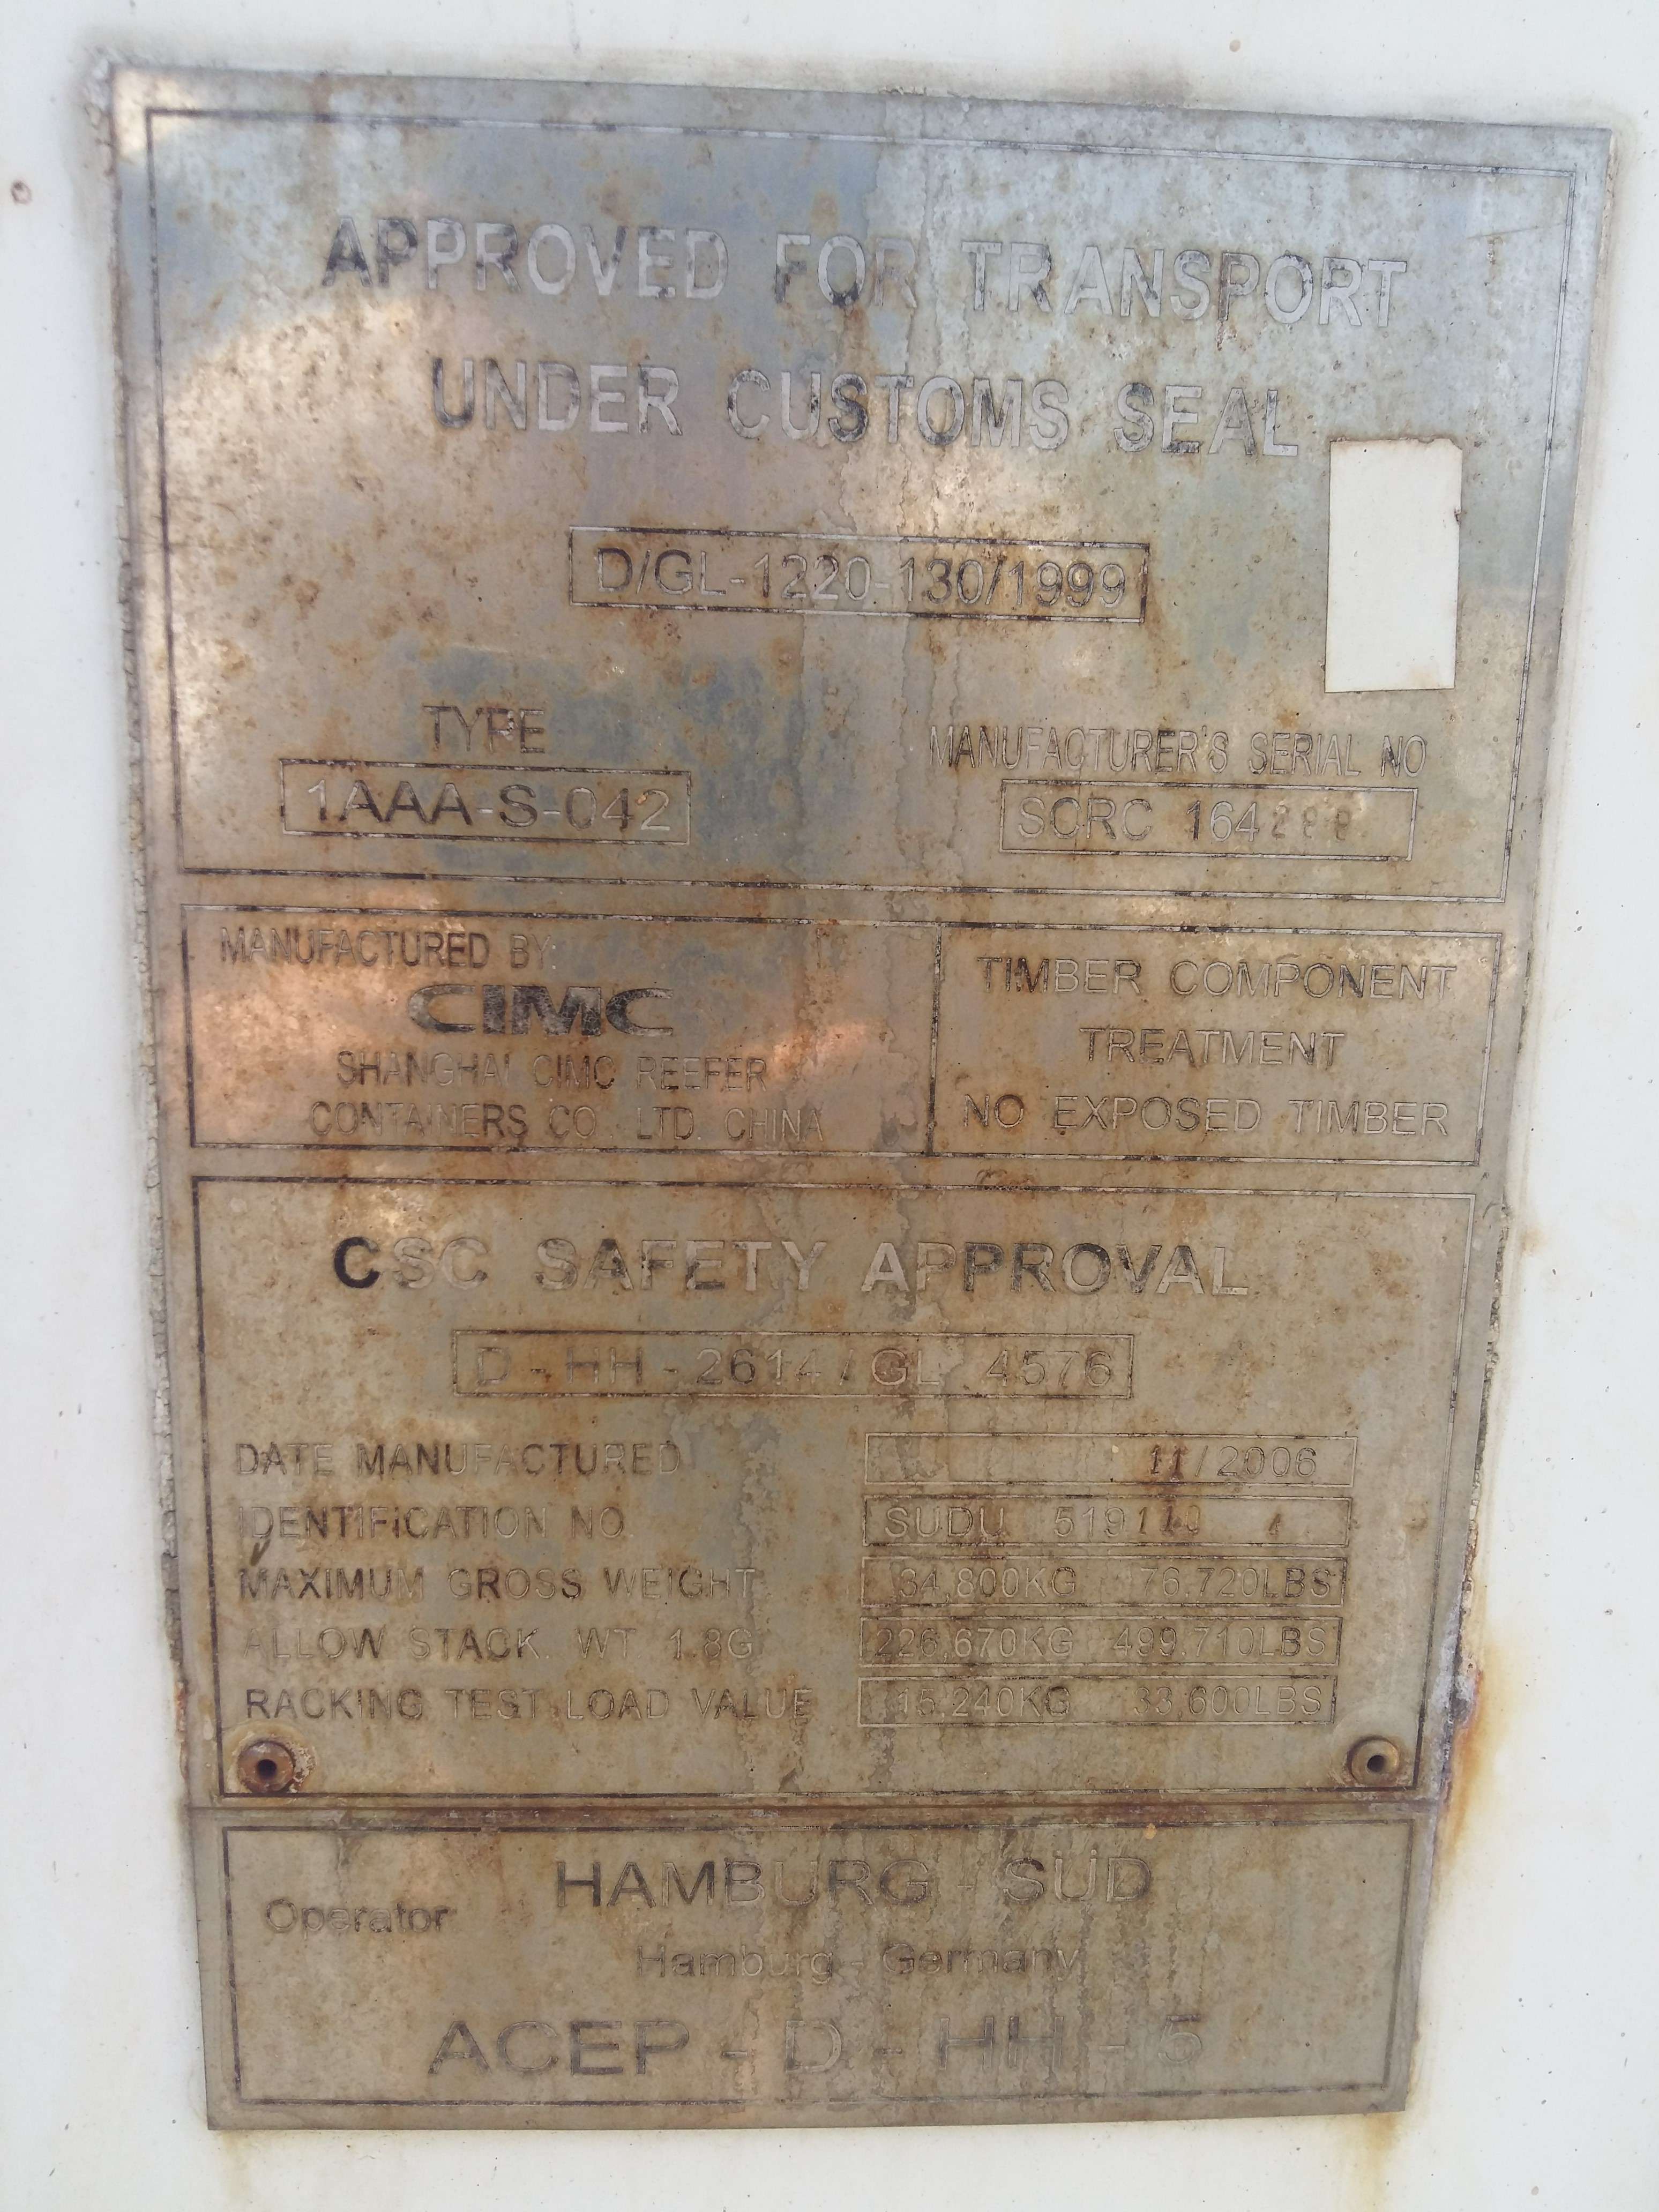 APPROVED FOR TRANSPORT
UNDER CUSTOMS SEAL
D/GL-1220-130/1999
TYPE
1AAA-S-042
MANUFACTURER'S SERIAL NO
SCRC
MANUFACTURED BY:
CIMC
SHANGHAI CIMC REEFER
CONTAINERS CO., LTD. CHINA
TIMBER COMPONENT
TREATMENT
NO EXPOSED TIMBER
CSC SAFETY APPROVAL
D - HH - 2614 / GL 4576
DATE MANUFACTURED 11/2006
IDENTIFICATION NO. SUDU 519110 4
MAXIMUM GROSS WEIGHT 34,800KG 76,720LBS
ALLOW STACK. WT. 1.8G 226,670KG 499,710LBS
RACKING TEST LOAD VALUE 15,240KG 33,600LBS
Operator HAMBURG - SÜD
Hamburg - Germany
ACEP - D - HH - 5